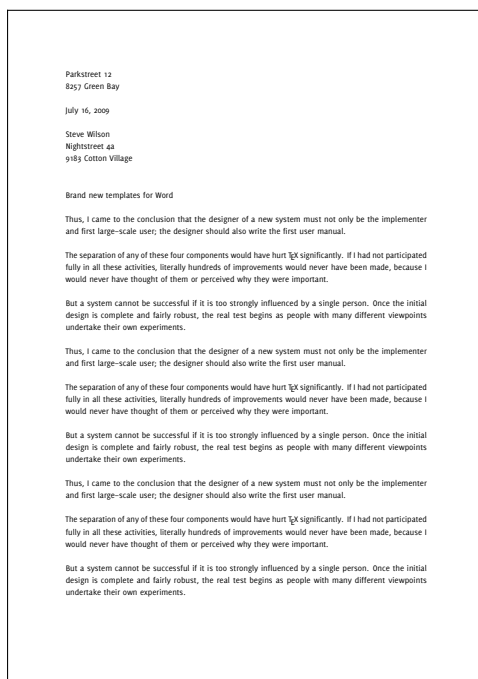 Parkstreet 12
8257 Green Bay
July 16, 2009
Steve Wilson
Nightstreet 4a
9183 Cotton Village
Brand new templates for Word
Thus, I came to the conclusion that the designer of a new system must not only be the implementer
and first large-scale user; the designer should also write the first user manual.
The separation of any of these four components would have hurt TEX significantly. If I had not participated
fully in all these activities, literally hundreds of improvements would never have been made, because I
would never have thought of them or perceived why they were important.
But a system cannot be successful if it is too strongly influenced by a single person. Once the initial
design is complete and fairly robust, the real test begins as people with many different viewpoints
undertake their own experiments.
Thus, I came to the conclusion that the designer of a new system must not only be the implementer
and first large-scale user; the designer should also write the first user manual.
The separation of any of these four components would have hurt TEX significantly. If I had not participated
fully in all these activities, literally hundreds of improvements would never have been made, because I
would never have thought of them or perceived why they were important.
But a system cannot be successful if it is too strongly influenced by a single person. Once the initial
design is complete and fairly robust, the real test begins as people with many different viewpoints
undertake their own experiments.
Thus, I came to the conclusion that the designer of a new system must not only be the implementer
and first large-scale user; the designer should also write the first user manual.
The separation of any of these four components would have hurt TEX significantly. If I had not participated
fully in all these activities, literally hundreds of improvements would never have been made, because I
would never have thought of them or perceived why they were important.
But a system cannot be successful if it is too strongly influenced by a single person. Once the initial
design is complete and fairly robust, the real test begins as people with many different viewpoints
undertake their own experiments.